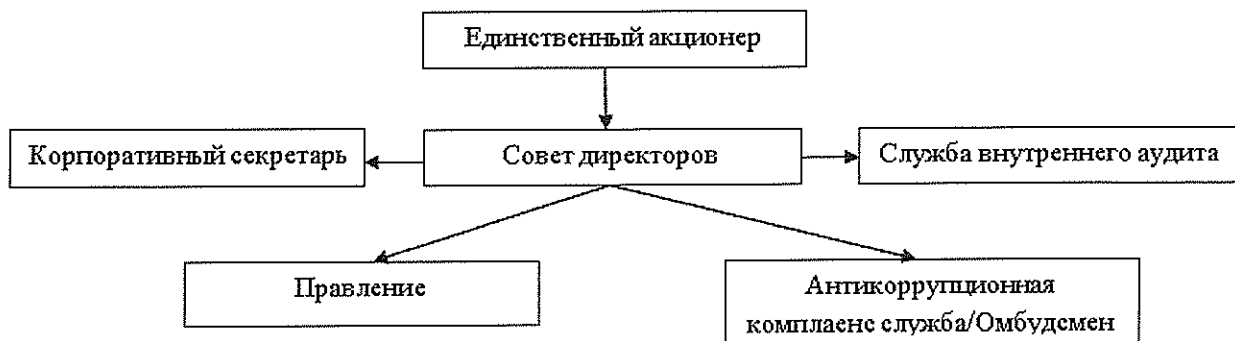 Единственный акционер
Корпоративный секретарь
Совет директоров
Служба внутреннего аудита
Правление
Антикоррупционная
комплаенс служба/Омбудсмен